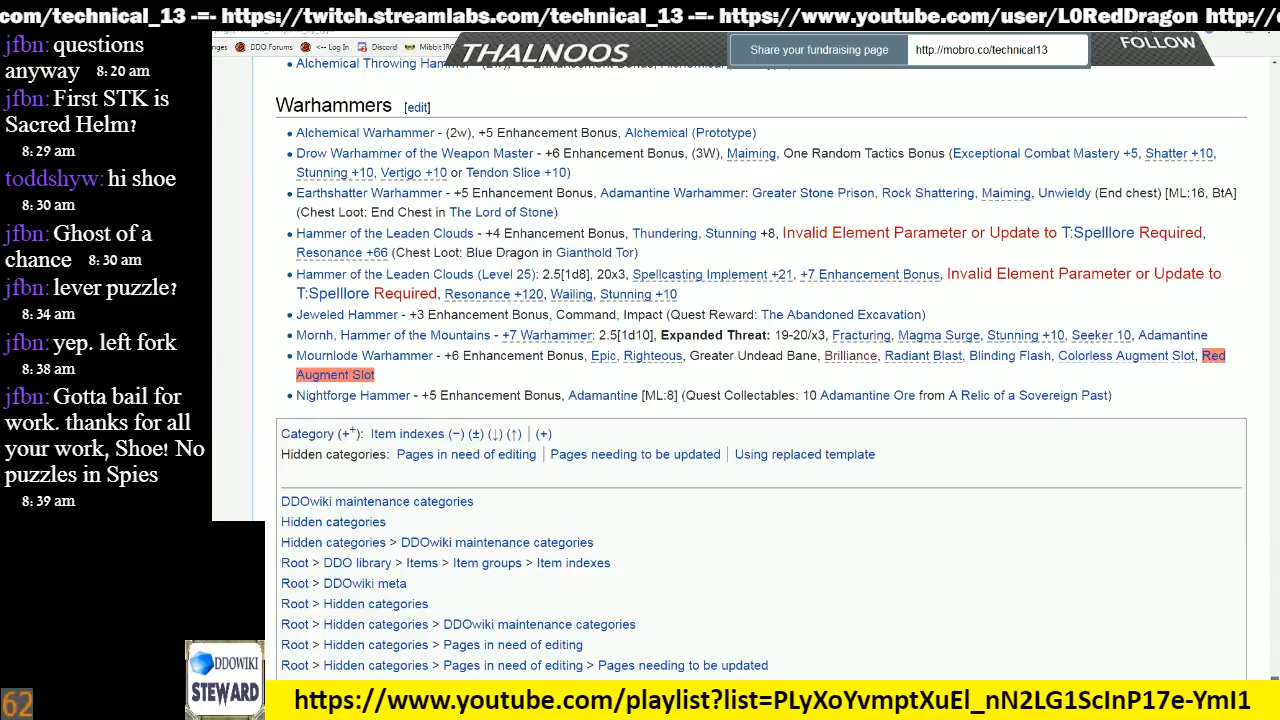 com/technical_13 -=- https://twitch.streamlabs.com/technical_13 -=- https://www.youtube.com/user/L0RedDragon http://
jfbn: questions
anyway 8:20 am
jfbn: First STK is
Sacred Helm?
8:29 am
toddshyw: hi shoe
8:30 am
jfbn: Ghost of a
chance 8:30 am
jfbn: lever puzzle?
8:34 am
jfbn: yep. left fork
8:38 am
jfbn: Gotta bail for
work. thanks for all
your work, Shoe! No
puzzles in Spies
8:39 am
DDO Forums <-- Log In Discord Mibbit
THALNOOS
Share your fundraising page http://mobro.co/technical13
FOLLOW
Alchemical Throwing
Warhammers [edit]
Alchemical Warhammer - (2w), +5 Enhancement Bonus, Alchemical (Prototype)
Drow Warhammer of the Weapon Master - +6 Enhancement Bonus, (3W), Maiming, One Random Tactics Bonus (Exceptional Combat Mastery +5, Shatter +10,
Stunning +10, Vertigo +10 or Tendon Slice +10)
Earthshatter Warhammer - +5 Enhancement Bonus, Adamantine Warhammer: Greater Stone Prison, Rock Shattering, Maiming, Unwieldy (End chest) [ML:16, BtA]
(Chest Loot: End Chest in The Lord of Stone)
Hammer of the Leaden Clouds - +4 Enhancement Bonus, Thundering, Stunning +8, Invalid Element Parameter or Update to T:Spelllore Required,
Resonance +66 (Chest Loot: Blue Dragon in Gianthold Tor)
Hammer of the Leaden Clouds (Level 25): 2.5[1d8], 20x3, Spellcasting Implement +21, +7 Enhancement Bonus, Invalid Element Parameter or Update to
T:Spelllore Required, Resonance +120, Wailing, Stunning +10
Jeweled Hammer - +3 Enhancement Bonus, Command, Impact (Quest Reward: The Abandoned Excavation)
Mornh, Hammer of the Mountains - +7 Warhammer: 2.5[1d10], Expanded Threat: 19-20/x3, Fracturing, Magma Surge, Stunning +10, Seeker 10, Adamantine
Mournlode Warhammer - +6 Enhancement Bonus, Epic, Righteous, Greater Undead Bane, Brilliance, Radiant Blast, Blinding Flash, Colorless Augment Slot, Red
Augment Slot
Nightforge Hammer - +5 Enhancement Bonus, Adamantine [ML:8] (Quest Collectables: 10 Adamantine Ore from A Relic of a Sovereign Past)
Category (++): Item indexes (−) (±) (↓) (↑) | (+)
Hidden categories: Pages in need of editing | Pages needing to be updated | Using replaced template
DDOwiki maintenance categories
Hidden categories
Hidden categories > DDOwiki maintenance categories
Root > DDO library > Items > Item groups > Item indexes
Root > DDOwiki meta
Root > Hidden categories
Root > Hidden categories > DDOwiki maintenance categories
Root > Hidden categories > Pages in need of editing
Root > Hidden categories > Pages in need of editing > Pages needing to be updated
DDOWIKI
STEWARD
62
https://www.youtube.com/playlist?list=PLyXoYvmptXuEl_nN2LG1ScInP17e-YmI1